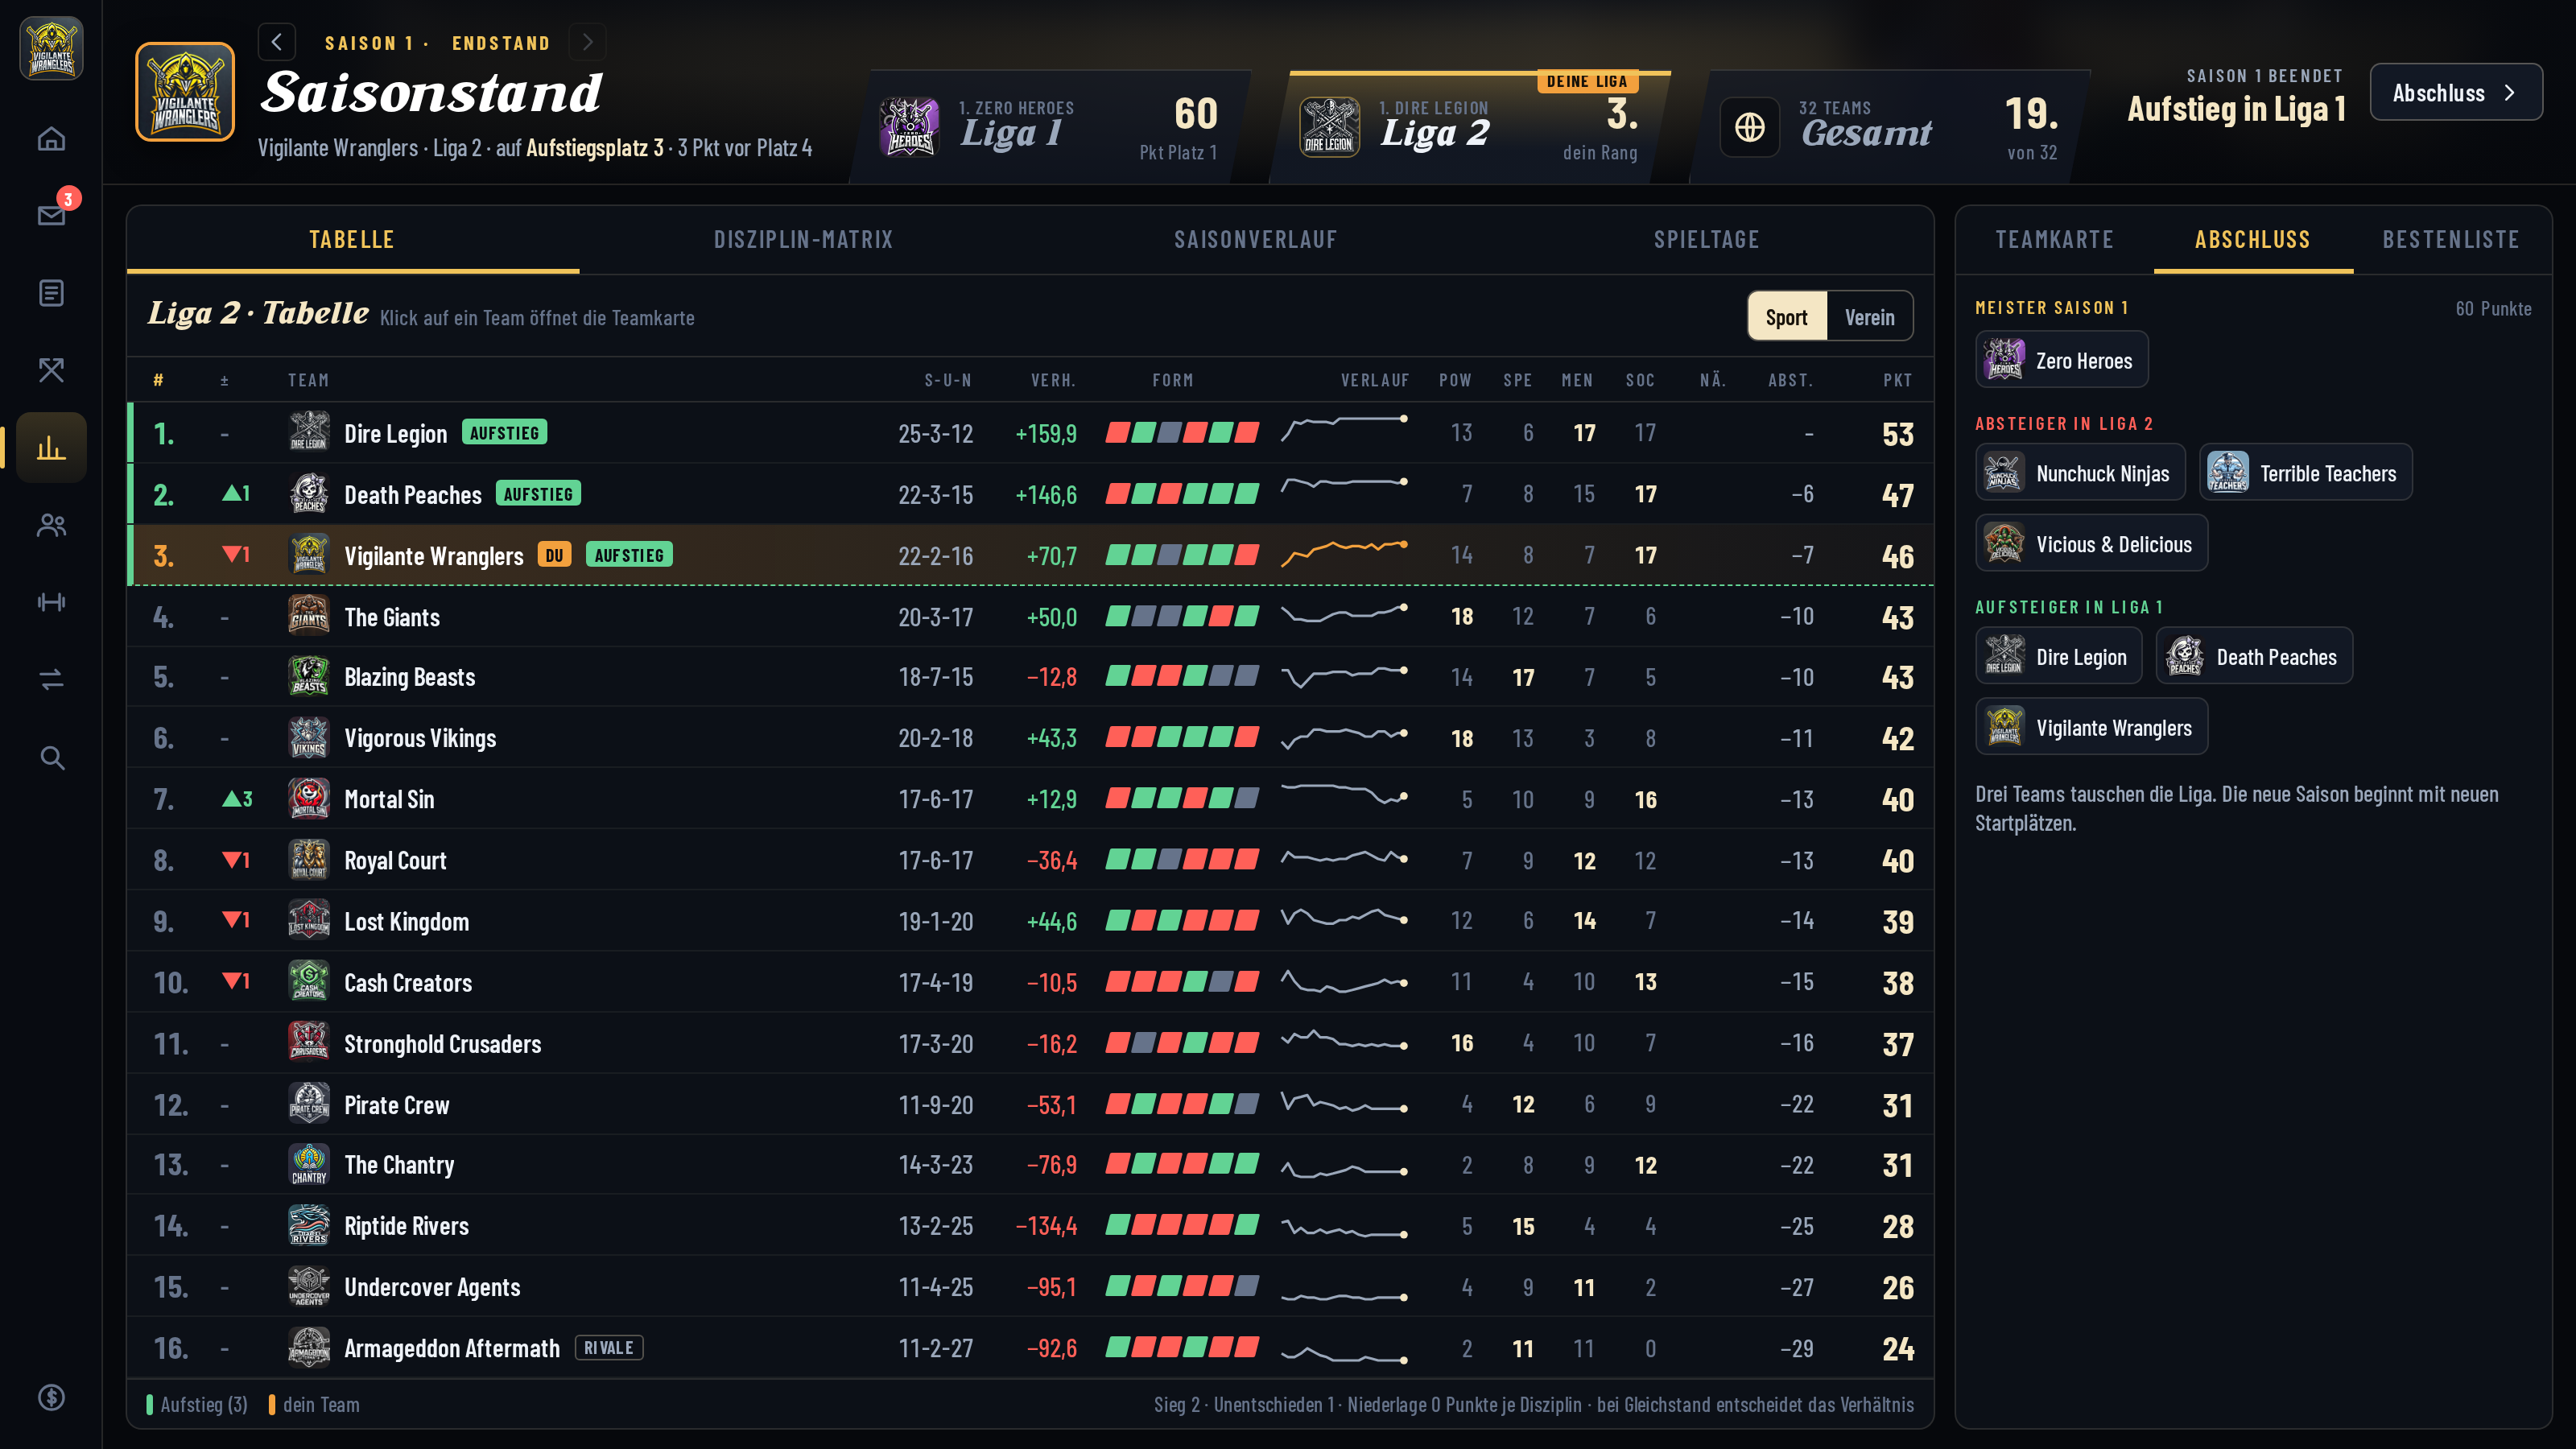 SAISON 1 · ENDSTAND
Saisonstand
Vigilante Wranglers · Liga 2 · auf Aufstiegsplatz 3 · 3 Pkt vor Platz 4
1. ZERO HEROES
Liga 1
60
Pkt Platz 1
DEINE LIGA
1. DIRE LEGION
Liga 2
3.
dein Rang
32 TEAMS
Gesamt
19.
von 32
SAISON 1 BEENDET
Aufstieg in Liga 1
Abschluss
3
TABELLE DISZIPLIN-MATRIX SAISONVERLAUF SPIELTAGE
Liga 2 · Tabelle Klick auf ein Team öffnet die Teamkarte
Sport Verein
# ± TEAM S-U-N VERH. FORM VERLAUF POW SPE MEN SOC NÄ. ABST. PKT
1. - Dire Legion AUFSTIEG 25-3-12 +159,9 13 6 17 17 - 53
2. ▲1 Death Peaches AUFSTIEG 22-3-15 +146,6 7 8 15 17 −6 47
3. ▼1 Vigilante Wranglers DU AUFSTIEG 22-2-16 +70,7 14 8 7 17 −7 46
4. - The Giants 20-3-17 +50,0 18 12 7 6 −10 43
5. - Blazing Beasts 18-7-15 −12,8 14 17 7 5 −10 43
6. - Vigorous Vikings 20-2-18 +43,3 18 13 3 8 −11 42
7. ▲3 Mortal Sin 17-6-17 +12,9 5 10 9 16 −13 40
8. ▼1 Royal Court 17-6-17 −36,4 7 9 12 12 −13 40
9. ▼1 Lost Kingdom 19-1-20 +44,6 12 6 14 7 −14 39
10. ▼1 Cash Creators 17-4-19 −10,5 11 4 10 13 −15 38
11. - Stronghold Crusaders 17-3-20 −16,2 16 4 10 7 −16 37
12. - Pirate Crew 11-9-20 −53,1 4 12 6 9 −22 31
13. - The Chantry 14-3-23 −76,9 2 8 9 12 −22 31
14. - Riptide Rivers 13-2-25 −134,4 5 15 4 4 −25 28
15. - Undercover Agents 11-4-25 −95,1 4 9 11 2 −27 26
16. - Armageddon Aftermath RIVALE 11-2-27 −92,6 2 11 11 0 −29 24
Aufstieg (3) dein Team Sieg 2 · Unentschieden 1 · Niederlage 0 Punkte je Disziplin · bei Gleichstand entscheidet das Verhältnis
TEAMKARTE ABSCHLUSS BESTENLISTE
MEISTER SAISON 1 60 Punkte
Zero Heroes
ABSTEIGER IN LIGA 2
Nunchuck Ninjas Terrible Teachers
Vicious & Delicious
AUFSTEIGER IN LIGA 1
Dire Legion Death Peaches
Vigilante Wranglers
Drei Teams tauschen die Liga. Die neue Saison beginnt mit neuen
Startplätzen.